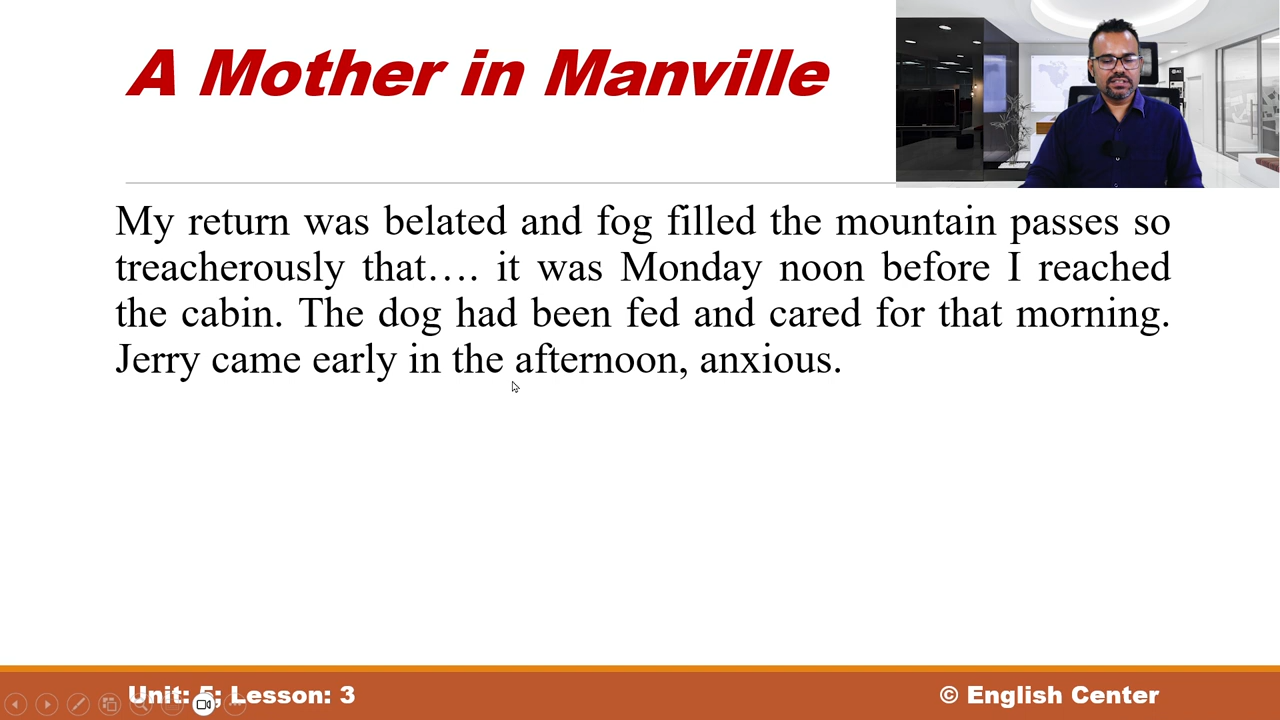 A Mother in Manville
My return was belated and fog filled the mountain passes so
treacherously that…. it was Monday noon before I reached
the cabin. The dog had been fed and cared for that morning.
Jerry came early in the afternoon, anxious.
Unit: 5; Lesson: 3
© English Center